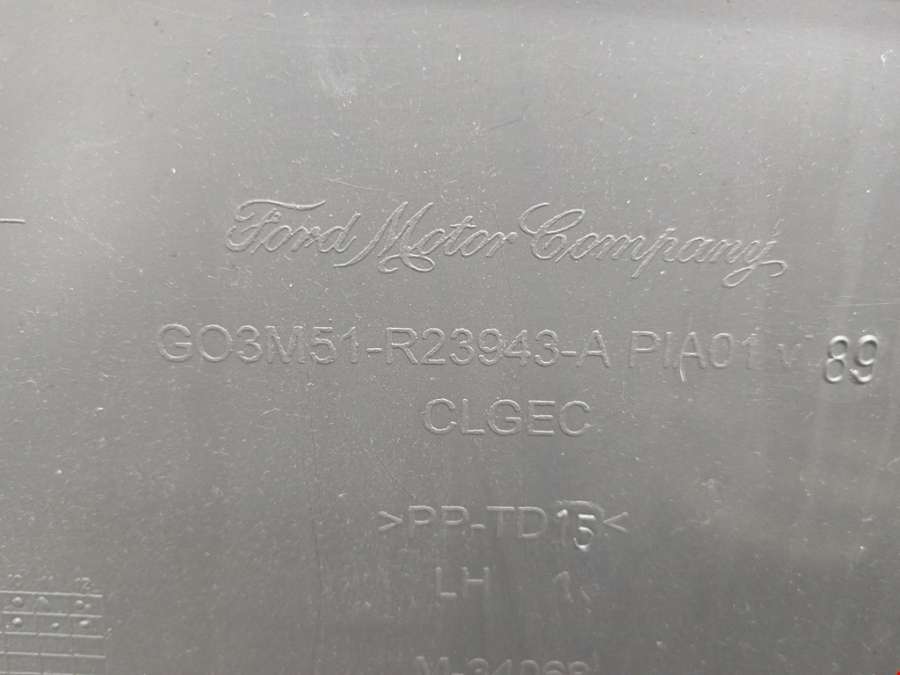 Ford Motor Company
GO3M51-R23943-A PIA01 v 89
CLGEC
>PP-TD15<
LH 1